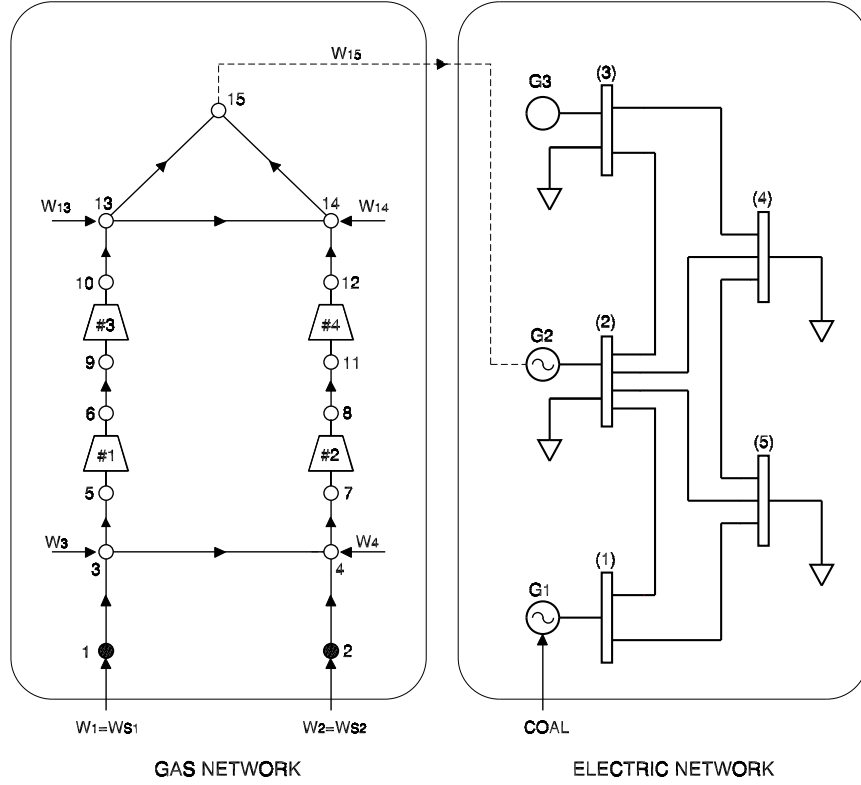 W15
15
G3
(3)
W13
13
14
W14
(4)
10
12
#3
#4
(2)
9
11
G2
6
8
#1
#2
(5)
5
7
W3
W4
3
4
(1)
G1
1
2
W1=WS1
W2=WS2
COAL
GAS NETWORK
ELECTRIC NETWORK